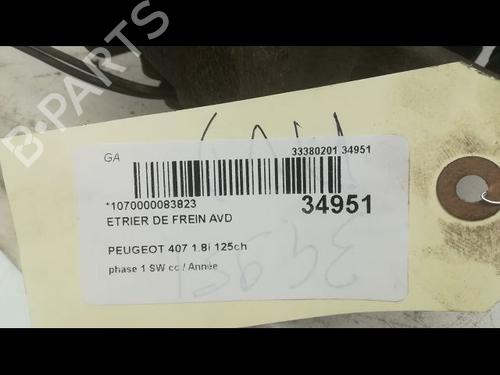 GA
33380201 34951
*1070000083823
34951
ETRIER DE FREIN AVD
PEUGEOT 407 1.8i 125ch
phase 1 SW cc / Année
B-PARTS